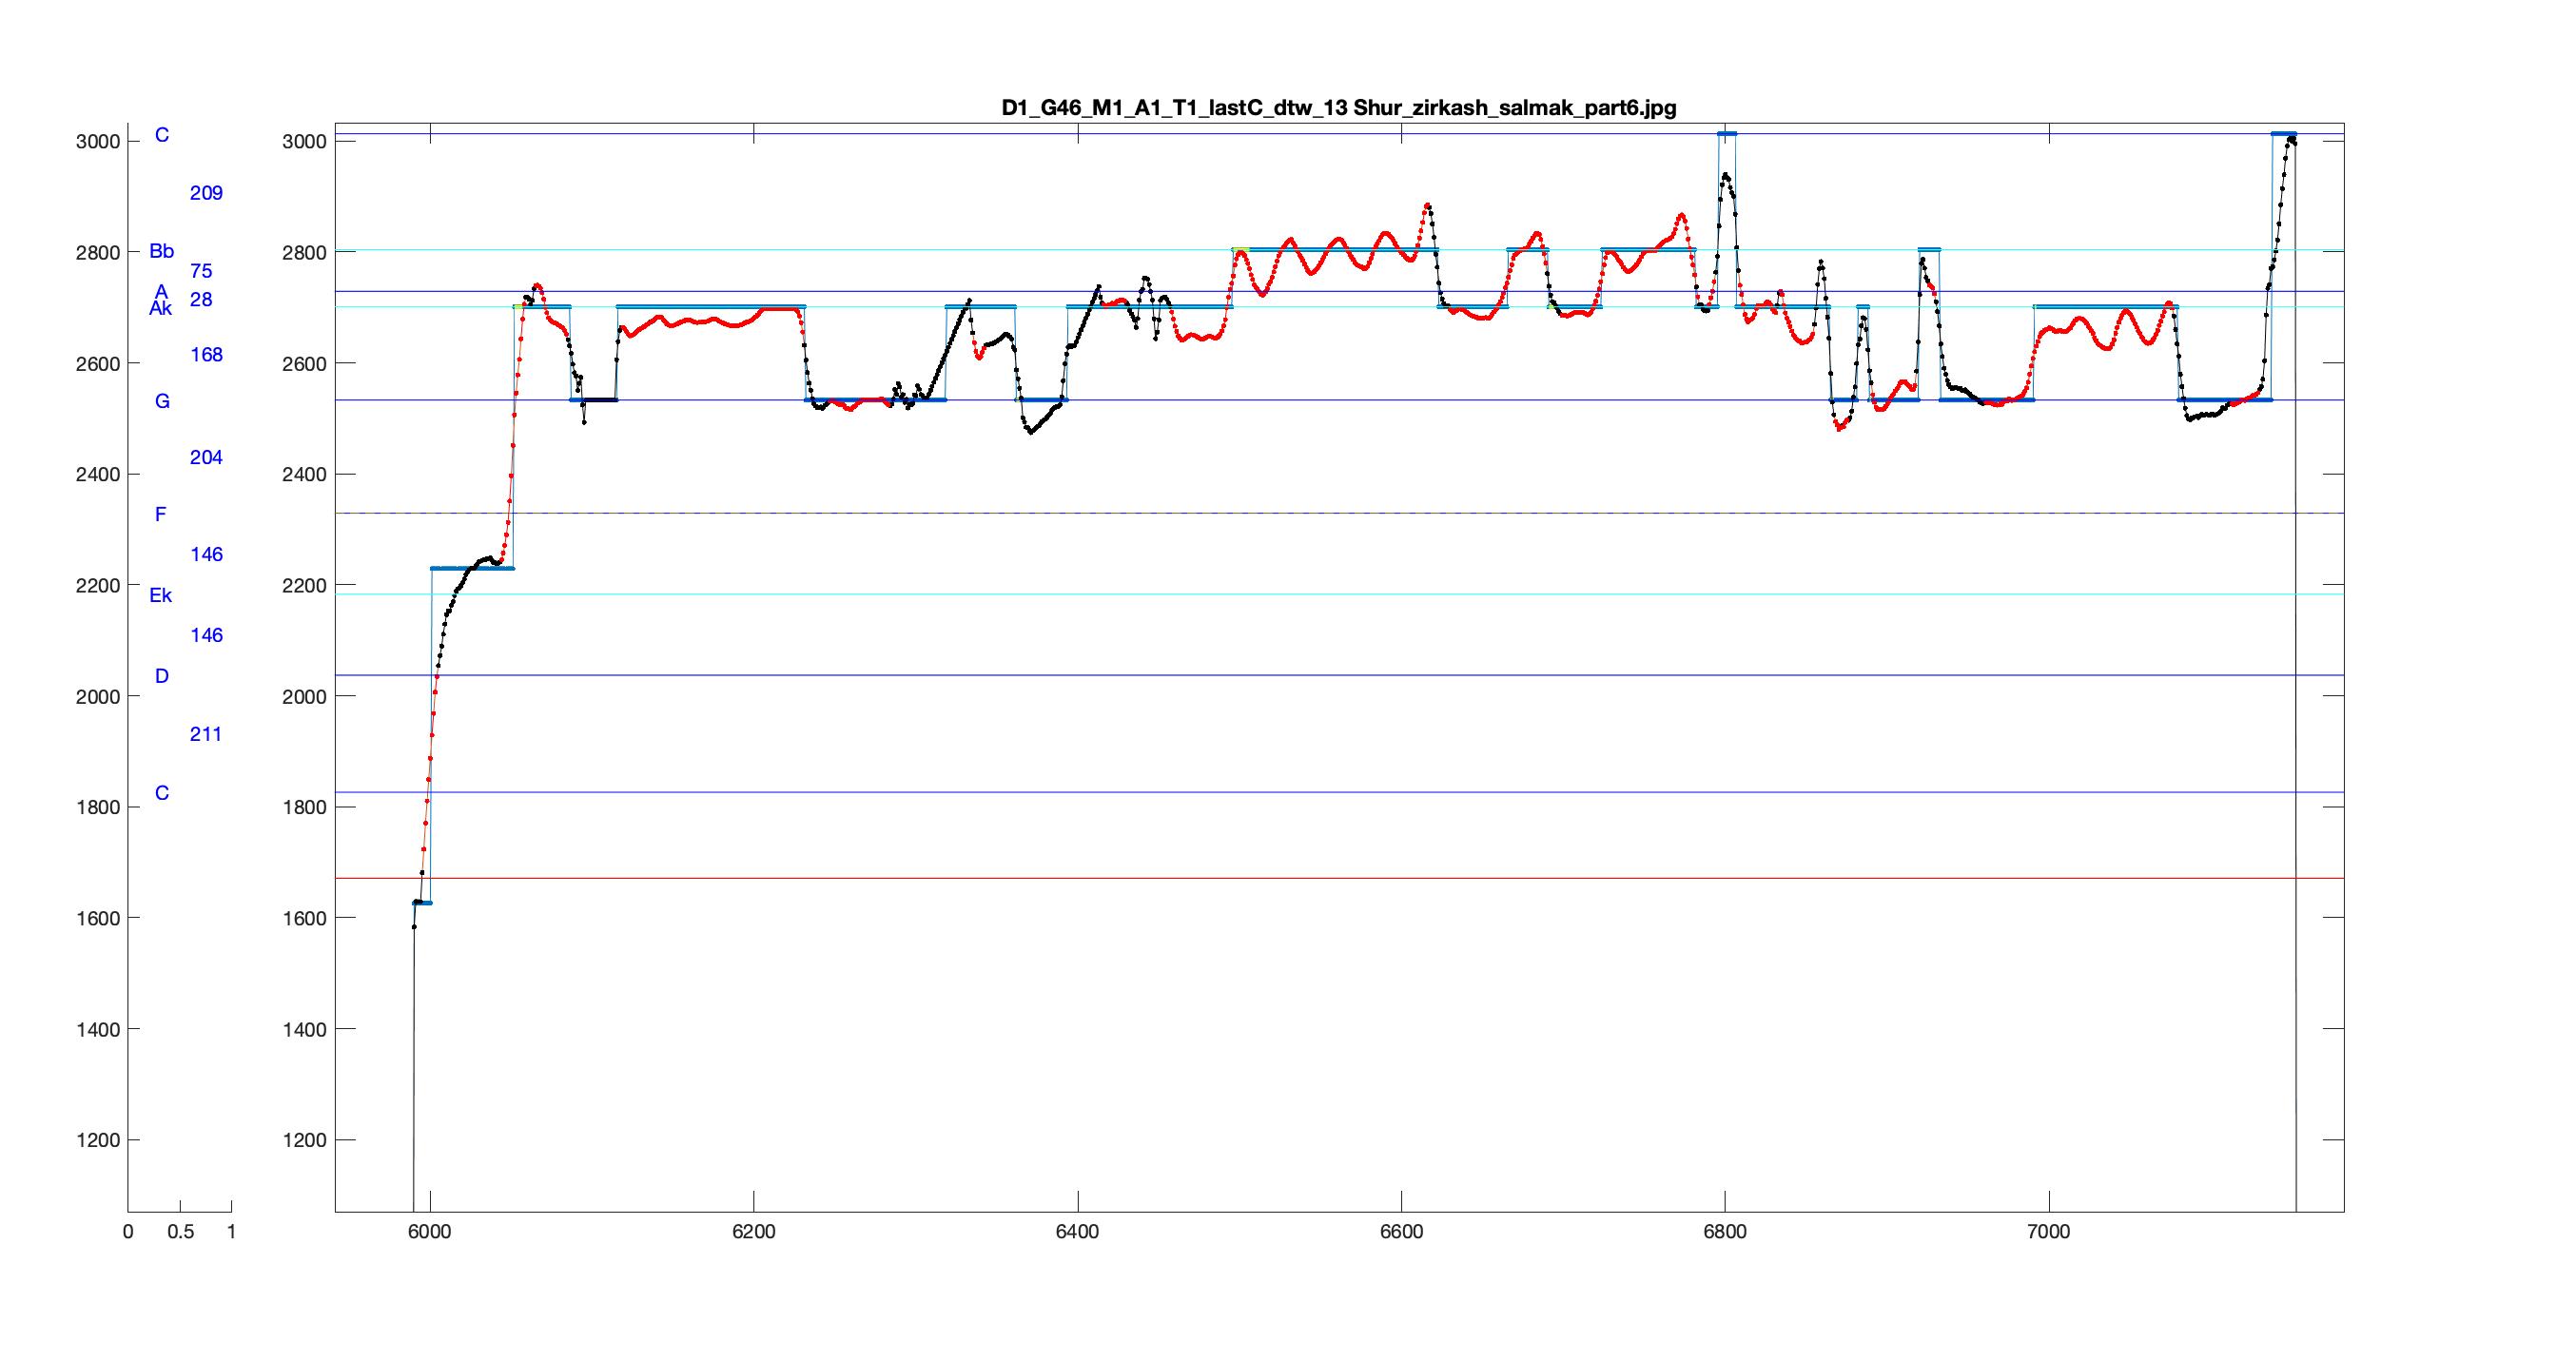 D1_G46_M1_A1_T1_lastC_dtw_13 Shur_zirkash_salmak_part6.jpg
3000 C 3000
209
2800 Bb 2800
75
A 28
Ak
2600 168 2600
G
204
2400 2400
F
146
2200 Ek 2200
146
2000 D 2000
211
1800 C 1800
1600 1600
1400 1400
1200 1200
0 0.5 1 6000 6200 6400 6600 6800 7000